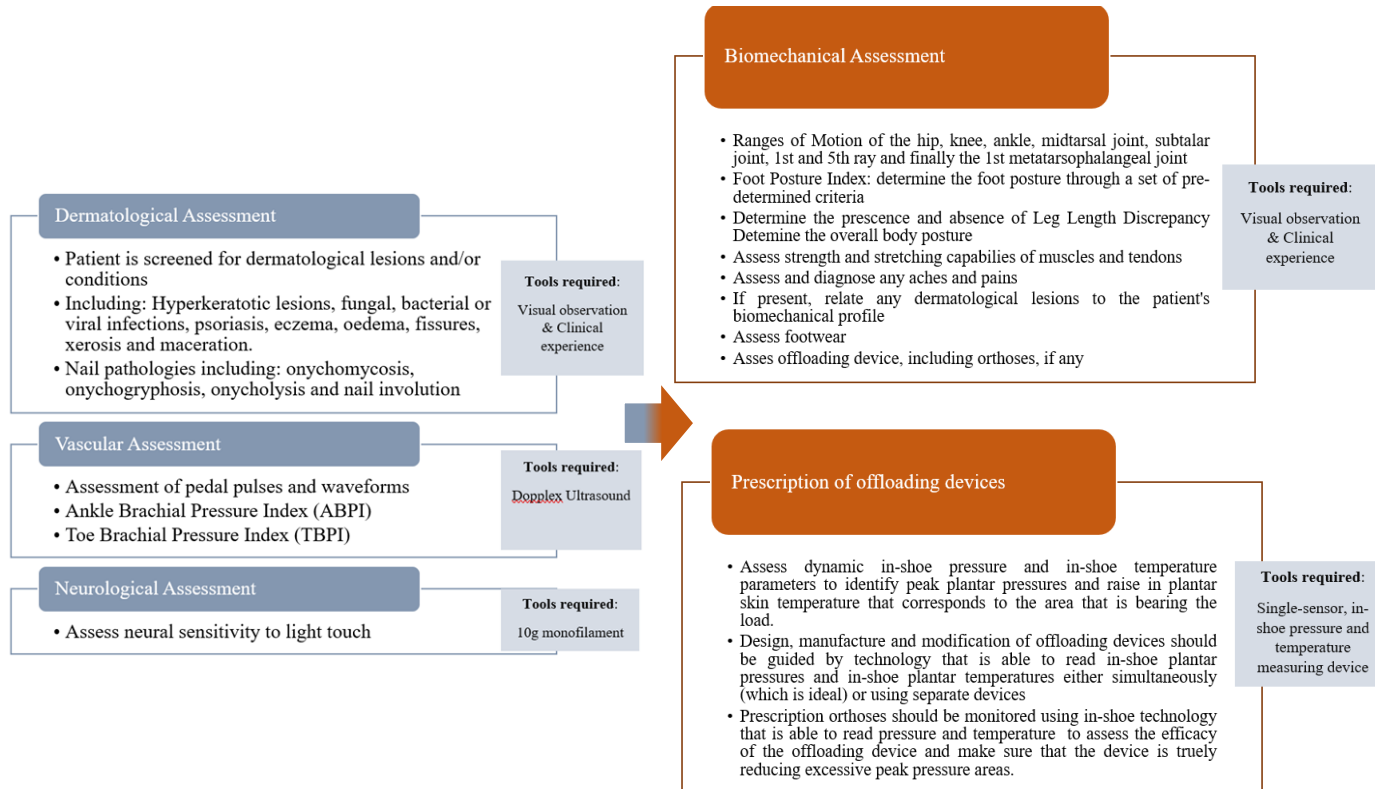 Dermatological Assessment
• Patient is screened for dermatological lesions and/or
conditions
• Including: Hyperkeratotic lesions, fungal, bacterial or
viral infections, psoriasis, eczema, oedema, fissures,
xerosis and maceration.
• Nail pathologies including: onychomycosis,
onychogryphosis, onycholysis and nail involution
Tools required:
Visual observation
& Clinical
experience
Vascular Assessment
• Assessment of pedal pulses and waveforms
• Ankle Brachial Pressure Index (ABPI)
• Toe Brachial Pressure Index (TBPI)
Tools required:
Dopplex Ultrasound
Neurological Assessment
• Assess neural sensitivity to light touch
Tools required:
10g monofilament
Biomechanical Assessment
• Ranges of Motion of the hip, knee, ankle, midtarsal joint, subtalar
joint, 1st and 5th ray and finally the 1st metatarsophalangeal joint
• Foot Posture Index: determine the foot posture through a set of pre-
determined criteria
• Determine the prescence and absence of Leg Length Discrepancy
Detemine the overall body posture
• Assess strength and stretching capabilies of muscles and tendons
• Assess and diagnose any aches and pains
• If present, relate any dermatological lesions to the patient's
biomechanical profile
• Assess footwear
• Asses offloading device, including orthoses, if any
Tools required:
Visual observation
& Clinical
experience
Prescription of offloading devices
• Assess dynamic in-shoe pressure and in-shoe temperature
parameters to identify peak plantar pressures and raise in plantar
skin temperature that corresponds to the area that is bearing the
load.
• Design, manufacture and modification of offloading devices should
be guided by technology that is able to read in-shoe plantar
pressures and in-shoe plantar temperatures either simultaneously
(which is ideal) or using separate devices
• Prescription orthoses should be monitored using in-shoe technology
that is able to read pressure and temperature to assess the efficacy
of the offloading device and make sure that the device is truely
reducing excessive peak pressure areas.
Tools required:
Single-sensor, in-
shoe pressure and
temperature
measuring device